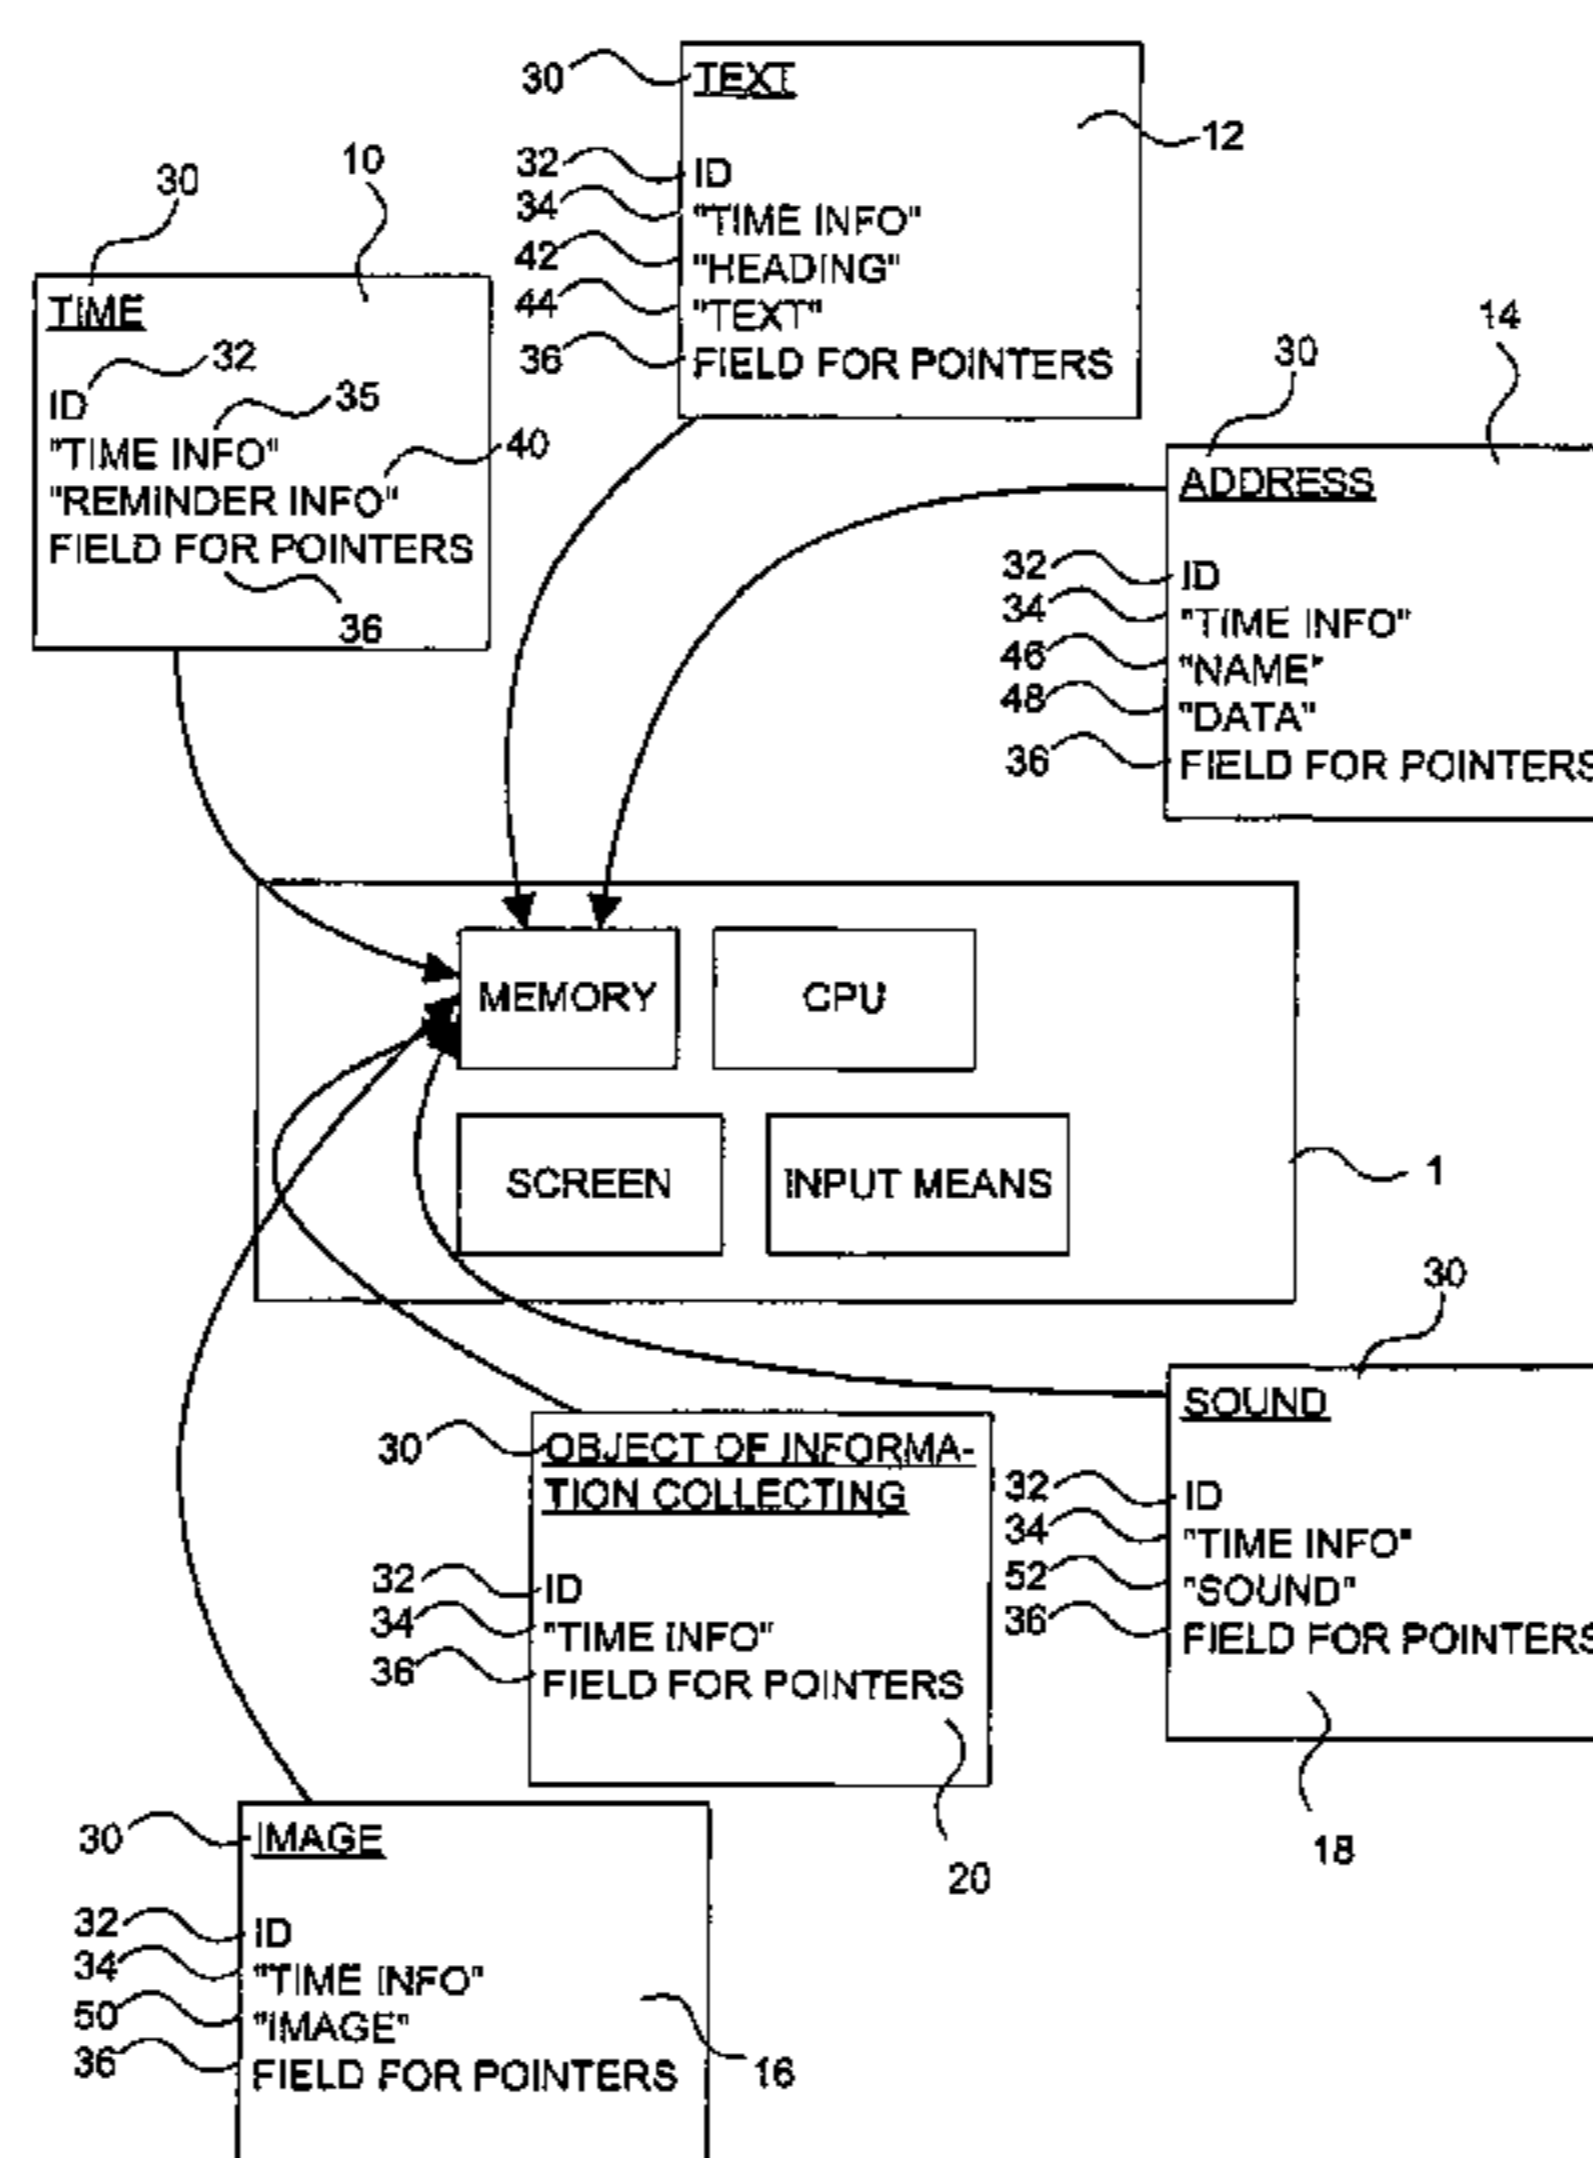 30 TEXT
12
32 ID
34 "TIME INFO"
42 "HEADING"
44 "TEXT"
36 FIELD FOR POINTERS
30 10
TIME
ID 32
"TIME INFO" 35
"REMINDER INFO" 40
FIELD FOR POINTERS
36
30 14
ADDRESS
32 ID
34 "TIME INFO"
46 "NAME"
48 "DATA"
36 FIELD FOR POINTERS
MEMORY CPU
SCREEN INPUT MEANS
1
30
SOUND
32 ID
34 "TIME INFO"
52 "SOUND"
36 FIELD FOR POINTERS
18
30 OBJECT OF INFORMA-
TION COLLECTING
32 ID
34 "TIME INFO"
36 FIELD FOR POINTERS
20
30 IMAGE
32 ID
34 "TIME INFO"
50 "IMAGE"
36 FIELD FOR POINTERS
16